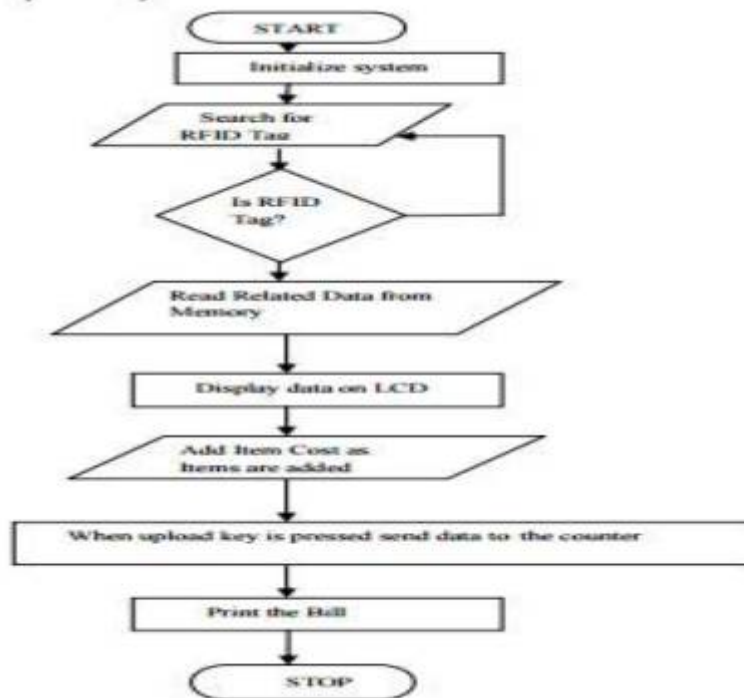 START
Initialize system
Search for
RFID Tag
Is RFID
Tag?
Read Related Data from
Memory
Display data on LCD
Add Item Cost as
Items are added
When upload key is pressed send data to the counter
Print the Bill
STOP